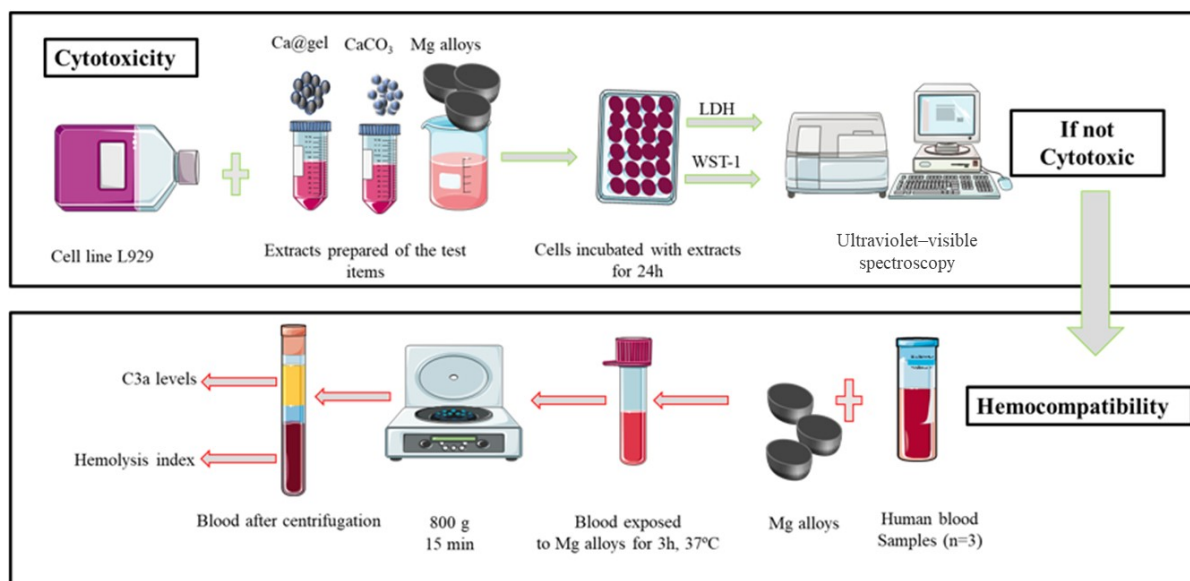 Cytotoxicity
Ca@gel
CaCO₃
Mg alloys
LDH
WST-1
If not
Cytotoxic
Cell line L929
Extracts prepared of the test
items
Cells incubated with extracts
for 24h
Ultraviolet–visible
spectroscopy
C3a levels
Hemolysis index
Hemocompatibility
Blood after centrifugation
800 g
15 min
Blood exposed
to Mg alloys for 3h, 37ºC
Mg alloys
Human blood
Samples (n=3)